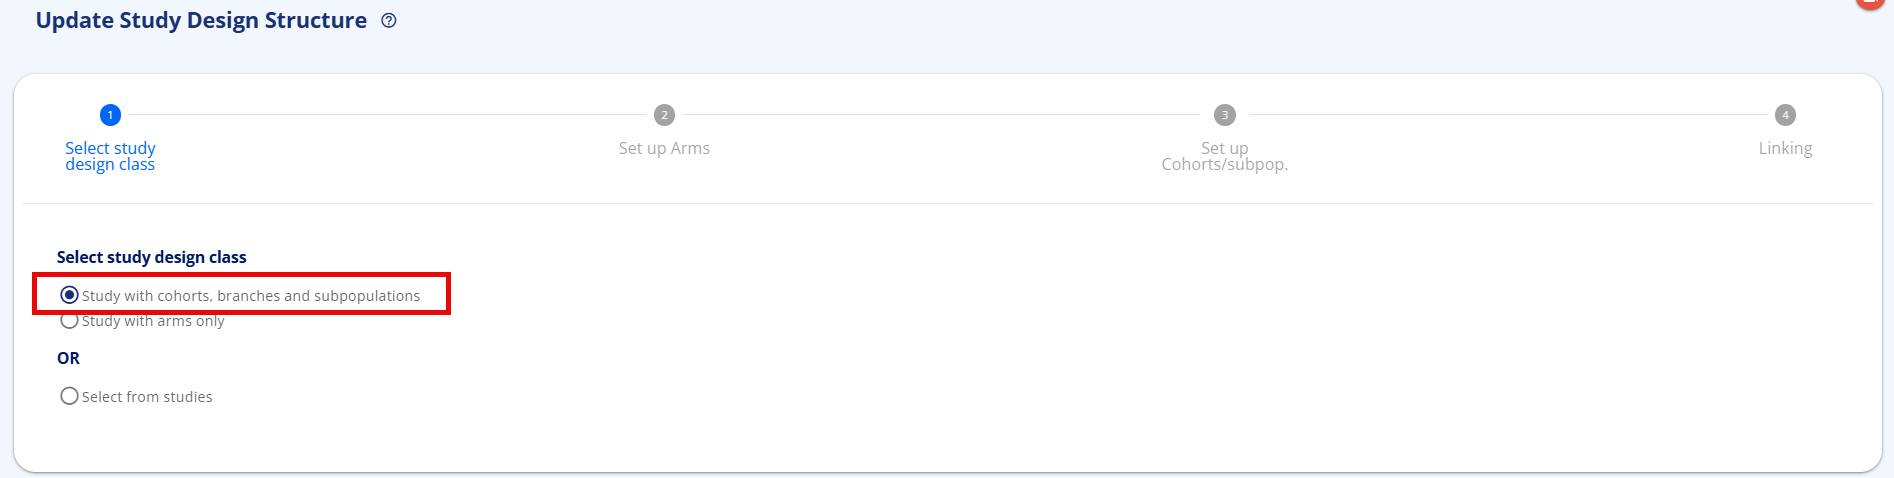 Update Study Design Structure ?
1
2
3
4
Select study
design class
Set up Arms
Set up
Cohorts/subpop.
Linking
Select study design class
Study with cohorts, branches and subpopulations
Study with arms only
OR
Select from studies